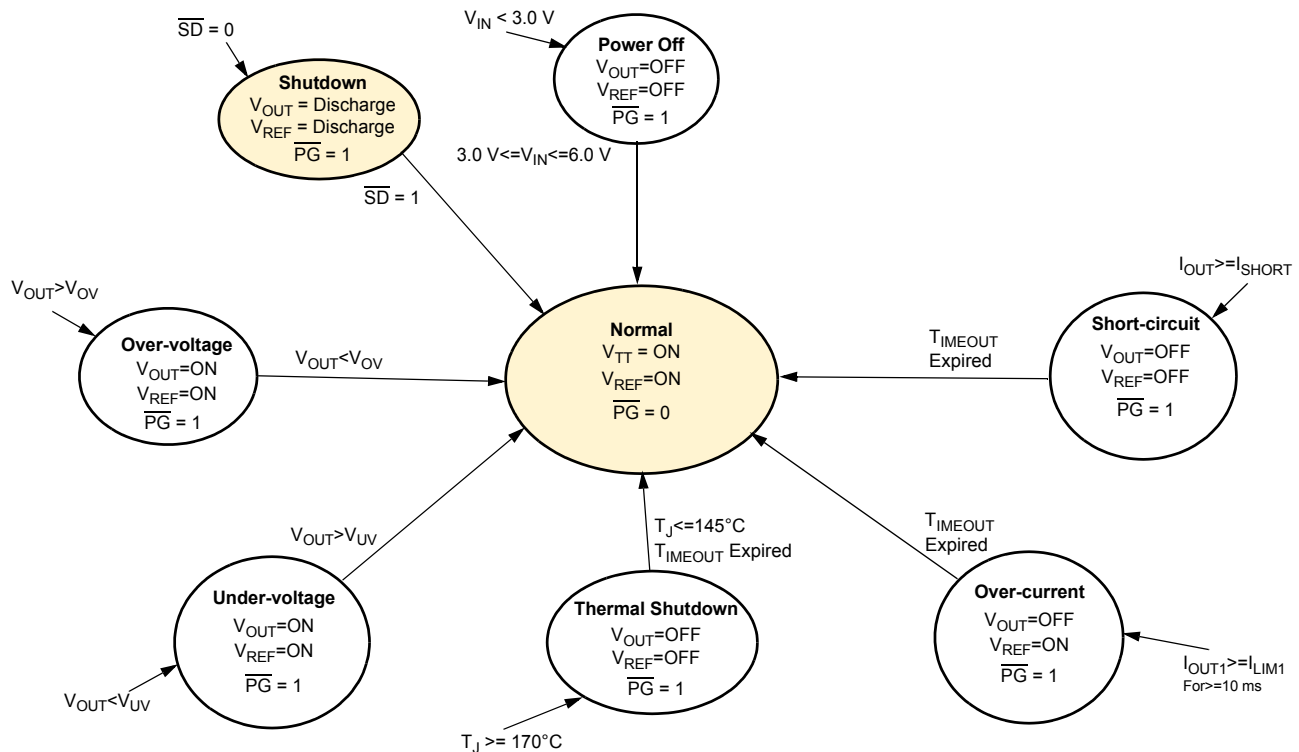 SD = 0
Shutdown
VOUT = Discharge
VREF = Discharge
PG = 1
SD = 1
VIN < 3.0 V
Power Off
VOUT=OFF
VREF=OFF
PG = 1
3.0 V<=VIN<=6.0 V
VOUT>VOV
Over-voltage
VOUT=ON
VREF=ON
PG = 1
VOUT<VOV
Normal
VTT = ON
VREF=ON
PG = 0
IOUT>=ISHORT
Short-circuit
VOUT=OFF
VREF=OFF
PG = 1
TIMEOUT
Expired
VOUT>VUV
Under-voltage
VOUT=ON
VREF=ON
PG = 1
VOUT<VUV
TJ<=145°C
TIMEOUT Expired
Thermal Shutdown
VOUT=OFF
VREF=OFF
PG = 1
TJ >= 170°C
TIMEOUT
Expired
Over-current
VOUT=OFF
VREF=ON
PG = 1
IOUT1>=ILIM1
For>=10 ms